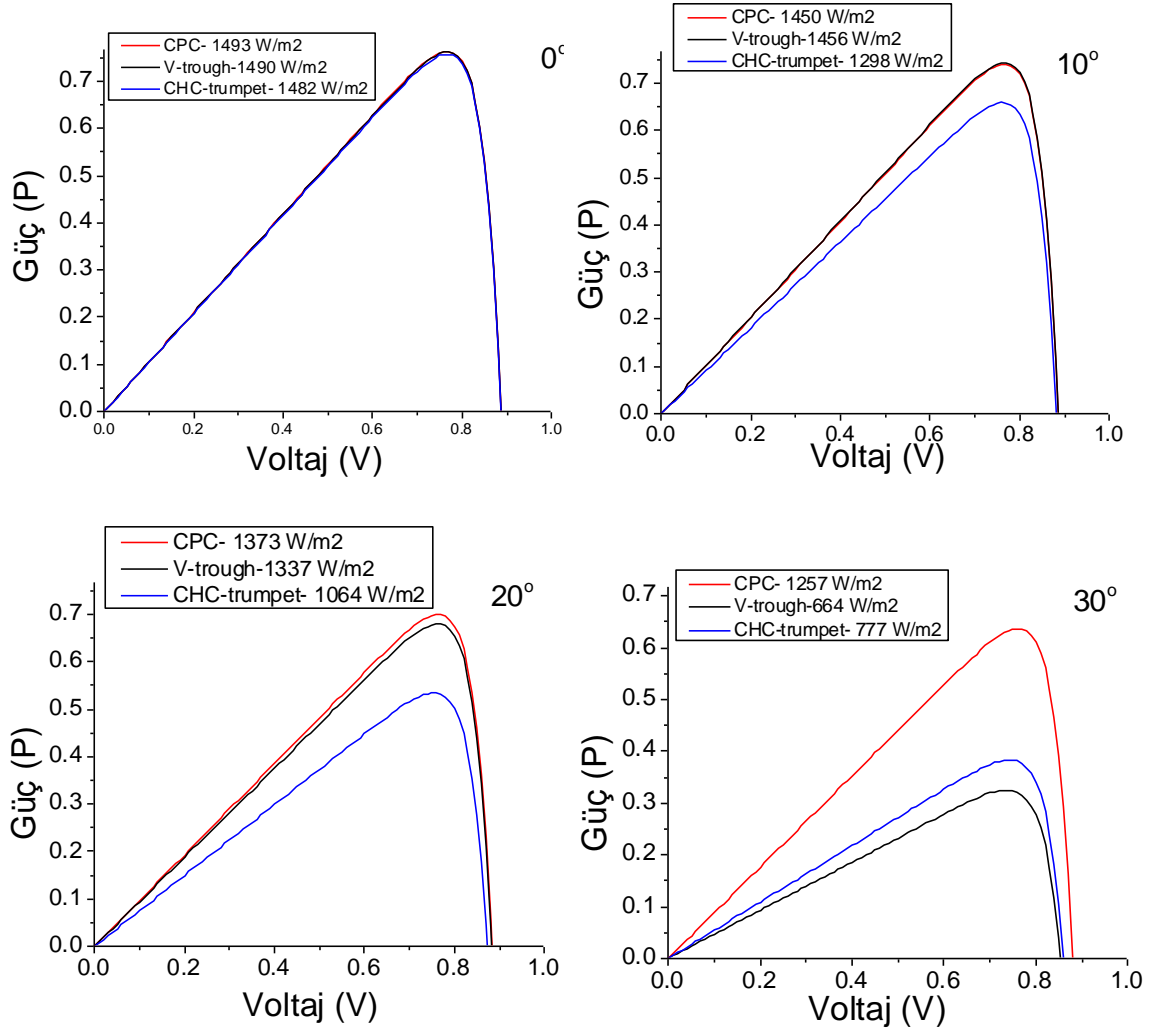 CPC- 1493 W/m2
V-trough-1490 W/m2
CHC-trumpet- 1482 W/m2
0°
0.7
0.6
0.5
0.4
0.3
0.2
0.1
0.0
Güç (P)
0.0 0.2 0.4 0.6 0.8 1.0
Voltaj (V)
CPC- 1450 W/m2
V-trough-1456 W/m2
CHC-trumpet- 1298 W/m2
10°
0.7
0.6
0.5
0.4
0.3
0.2
0.1
0.0
Güç (P)
0.0 0.2 0.4 0.6 0.8 1.0
Voltaj (V)
CPC- 1373 W/m2
V-trough-1337 W/m2
CHC-trumpet- 1064 W/m2
20°
0.7
0.6
0.5
0.4
0.3
0.2
0.1
0.0
Güç (P)
0.0 0.2 0.4 0.6 0.8 1.0
Voltaj (V)
CPC- 1257 W/m2
V-trough-664 W/m2
CHC-trumpet- 777 W/m2
30°
0.7
0.6
0.5
0.4
0.3
0.2
0.1
0.0
Güç (P)
0.0 0.2 0.4 0.6 0.8 1.0
Voltaj (V)